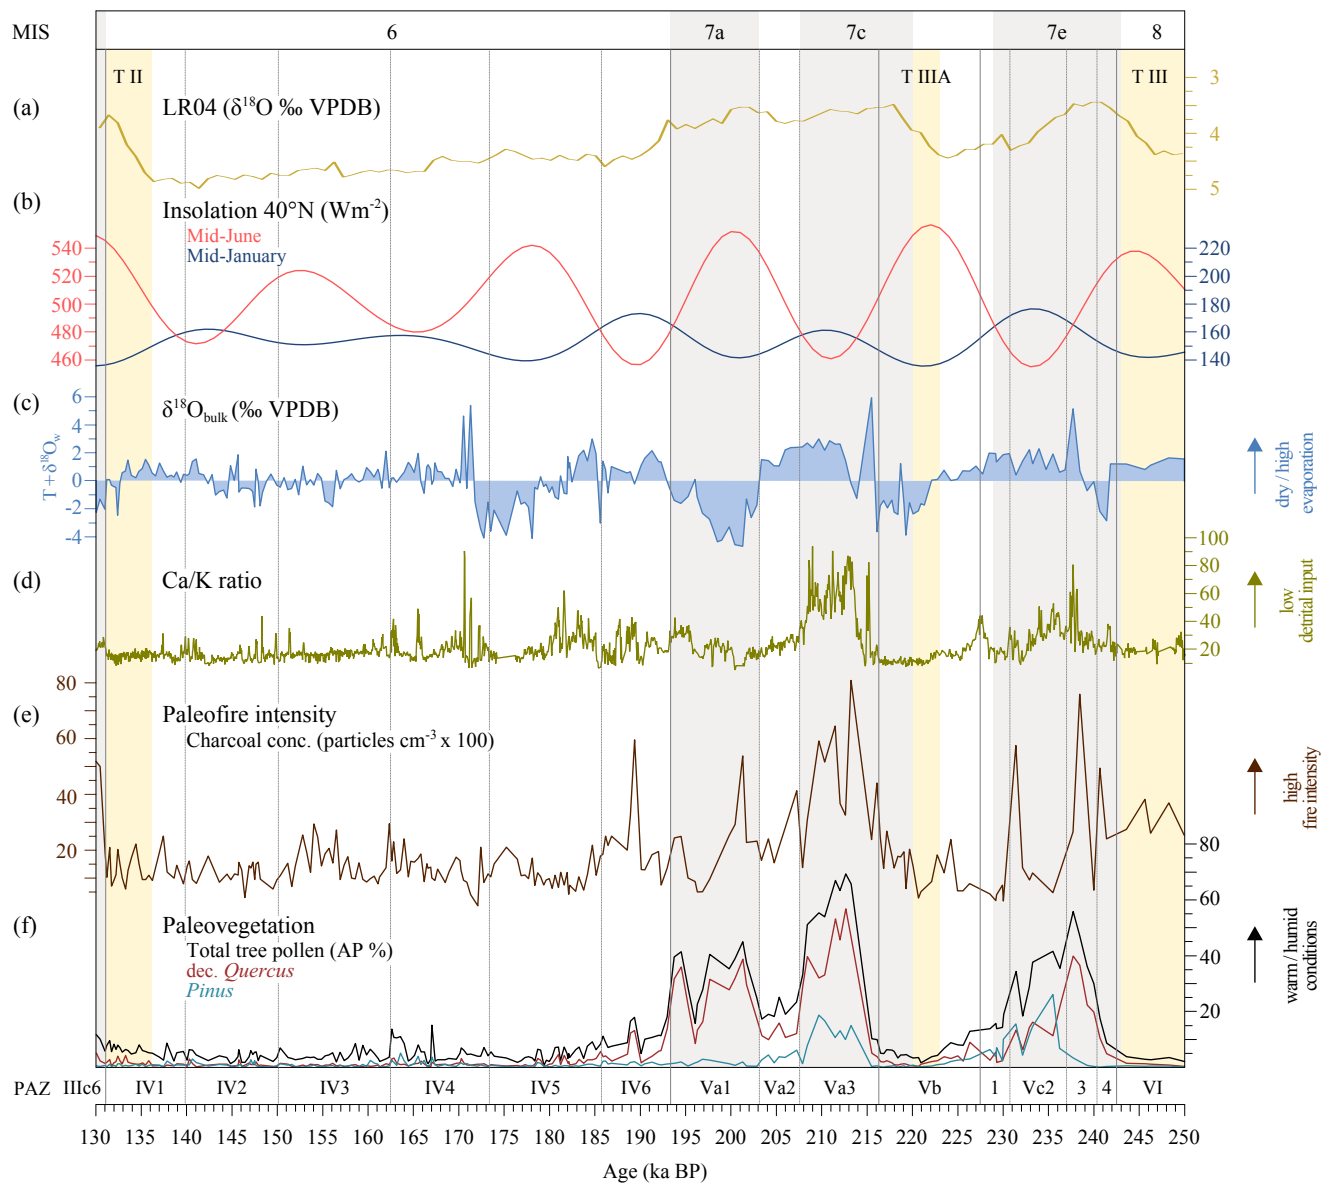 MIS 6 7a 7c 7e 8
T II T IIIA T III
(a) LR04 (δ¹⁸O ‰ VPDB)
3
4
5
(b) Insolation 40°N (Wm⁻²)
Mid-June
Mid-January
540
520
500
480
460
220
200
180
160
140
(c) δ¹⁸O_bulk (‰ VPDB)
T + δ¹⁸O_w
6
4
2
0
-2
-4
dry / high
evaporation
(d) Ca/K ratio
100
80
60
40
20
low
detrital input
(e) Paleofire intensity
Charcoal conc. (particles cm⁻³ x 100)
80
60
40
20
high
fire intensity
(f) Paleovegetation
Total tree pollen (AP %)
dec. Quercus
Pinus
80
60
40
20
warm / humid
conditions
PAZ IIIc6 IV1 IV2 IV3 IV4 IV5 IV6 Va1 Va2 Va3 Vb 1 Vc2 3 4 VI
130 135 140 145 150 155 160 165 170 175 180 185 190 195 200 205 210 215 220 225 230 235 240 245 250
Age (ka BP)